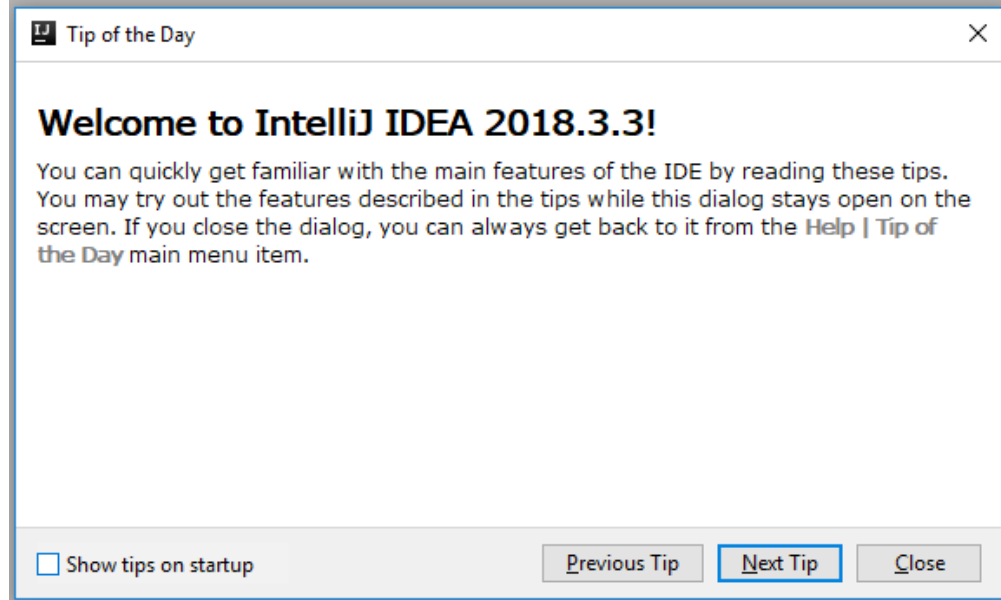 IJ Tip of the Day
Welcome to IntelliJ IDEA 2018.3.3!
You can quickly get familiar with the main features of the IDE by reading these tips.
You may try out the features described in the tips while this dialog stays open on the
screen. If you close the dialog, you can always get back to it from the Help | Tip of
the Day main menu item.
Show tips on startup
Previous Tip
Next Tip
Close